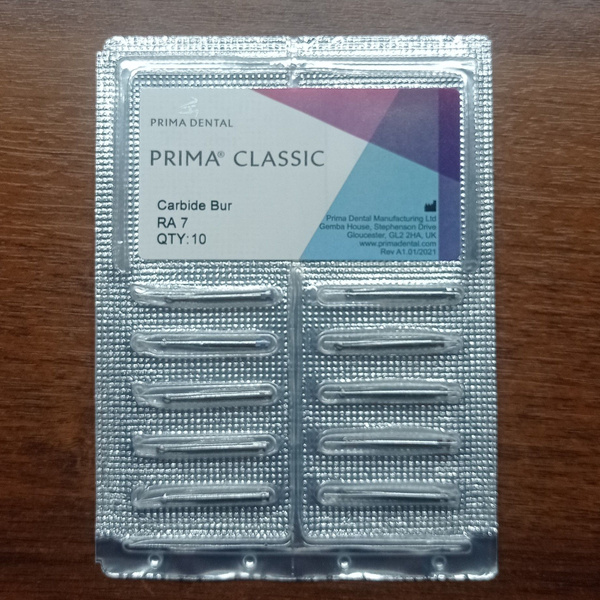 PRIMA DENTAL
PRIMA® CLASSIC
Carbide Bur
RA 7
QTY: 10
Prima Dental Manufacturing Ltd
Gemba House, Stephenson Drive
Gloucester, GL2 2HA, UK
www.primadental.com
Rev A1.01/2021